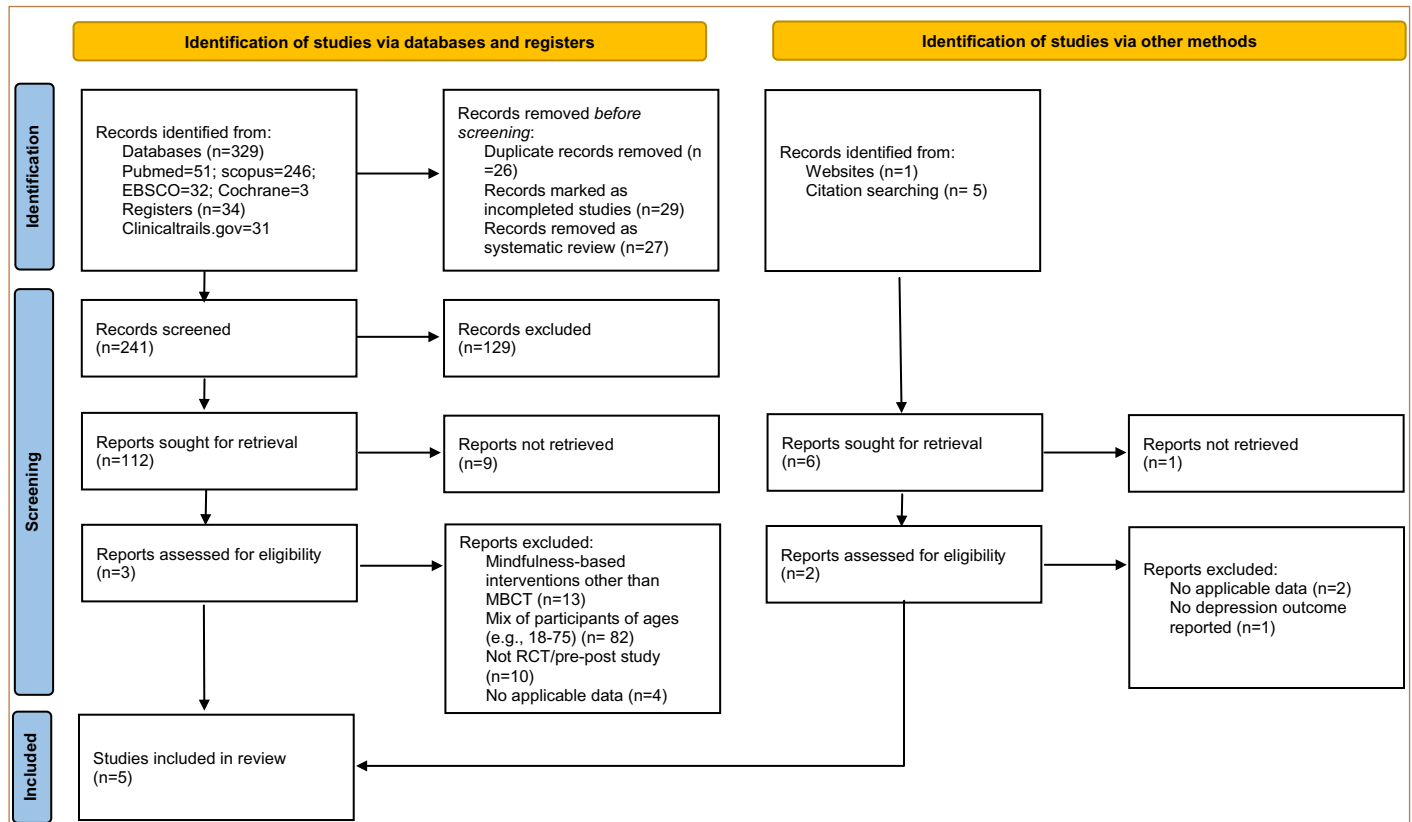 Identification of studies via databases and registers
Identification of studies via other methods
Identification
Records identified from:
Databases (n=329)
Pubmed=51; scopus=246;
EBSCO=32; Cochrane=3
Registers (n=34)
Clinicaltrails.gov=31
Records removed before
screening:
Duplicate records removed (n
=26)
Records marked as
incompleted studies (n=29)
Records removed as
systematic review (n=27)
Records identified from:
Websites (n=1)
Citation searching (n= 5)
Screening
Records screened
(n=241)
Records excluded
(n=129)
Reports sought for retrieval
(n=112)
Reports not retrieved
(n=9)
Reports sought for retrieval
(n=6)
Reports not retrieved
(n=1)
Reports assessed for eligibility
(n=3)
Reports excluded:
Mindfulness-based
interventions other than
MBCT (n=13)
Mix of participants of ages
(e.g., 18-75) (n= 82)
Not RCT/pre-post study
(n=10)
No applicable data (n=4)
Reports assessed for eligibility
(n=2)
Reports excluded:
No applicable data (n=2)
No depression outcome
reported (n=1)
Included
Studies included in review
(n=5)